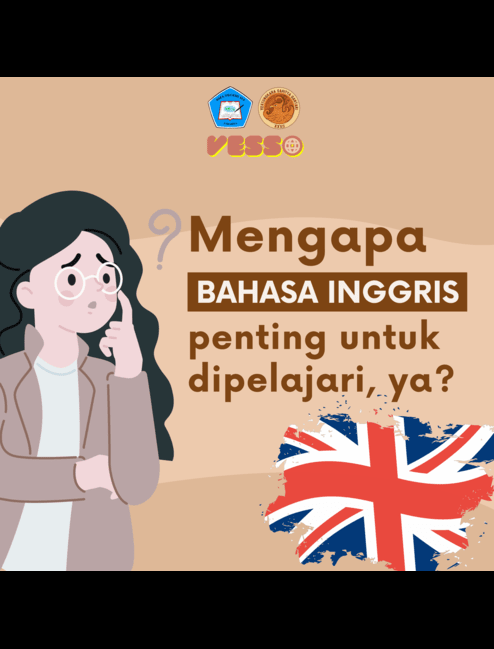 VESSO
Mengapa
BAHASA INGGRIS
penting untuk
dipelajari, ya?